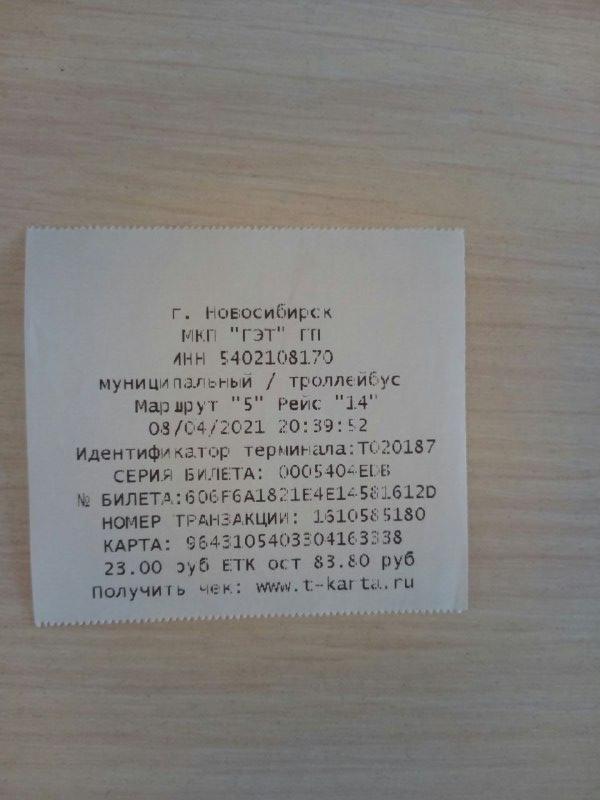 г. Новосибирск
МКП "ГЭТ" ГП
ИНН 5402108170
муниципальный / троллейбус
Маршрут "5" Рейс "14"
08/04/2021 20:39:52
Идентификатор терминала:T020187
СЕРИЯ БИЛЕТА: 0005404EDB
№ БИЛЕТА:606F6A1821E4E14581612D
НОМЕР ТРАНЗАКЦИИ: 1610585180
КАРТА: 9643105403304163338
23.00 руб ЕТК ост 83.80 руб
Получить чек: www.t-karta.ru